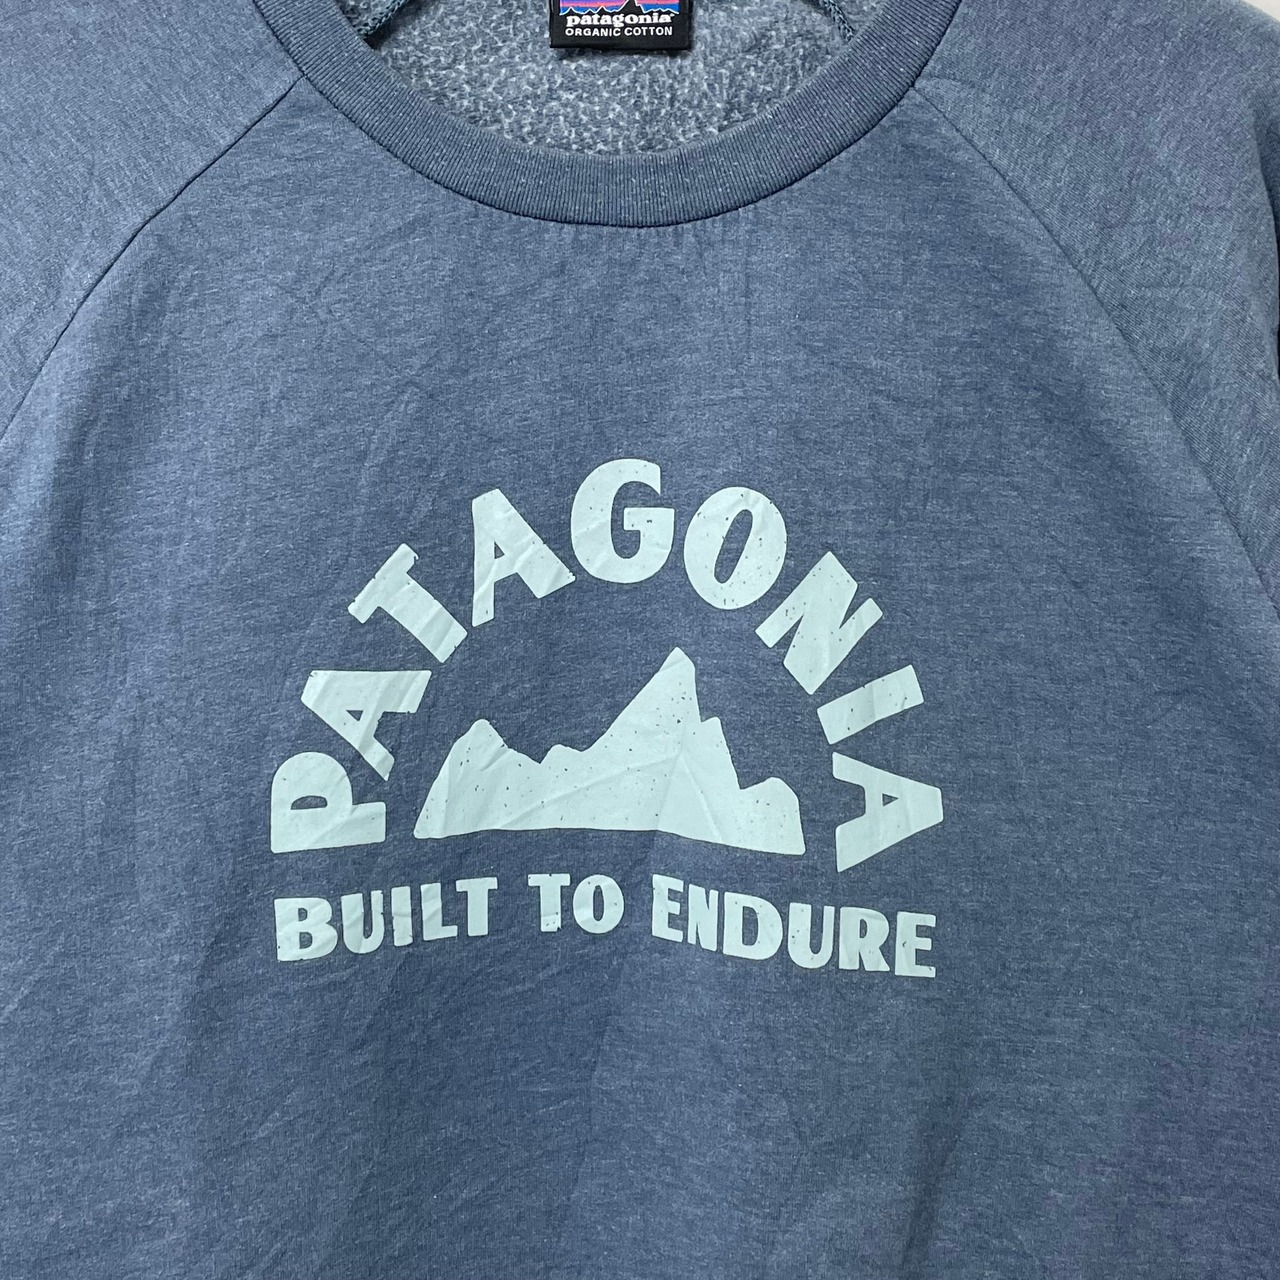 patagonia
ORGANIC COTTON
PATAGONIA
BUILT TO ENDURE